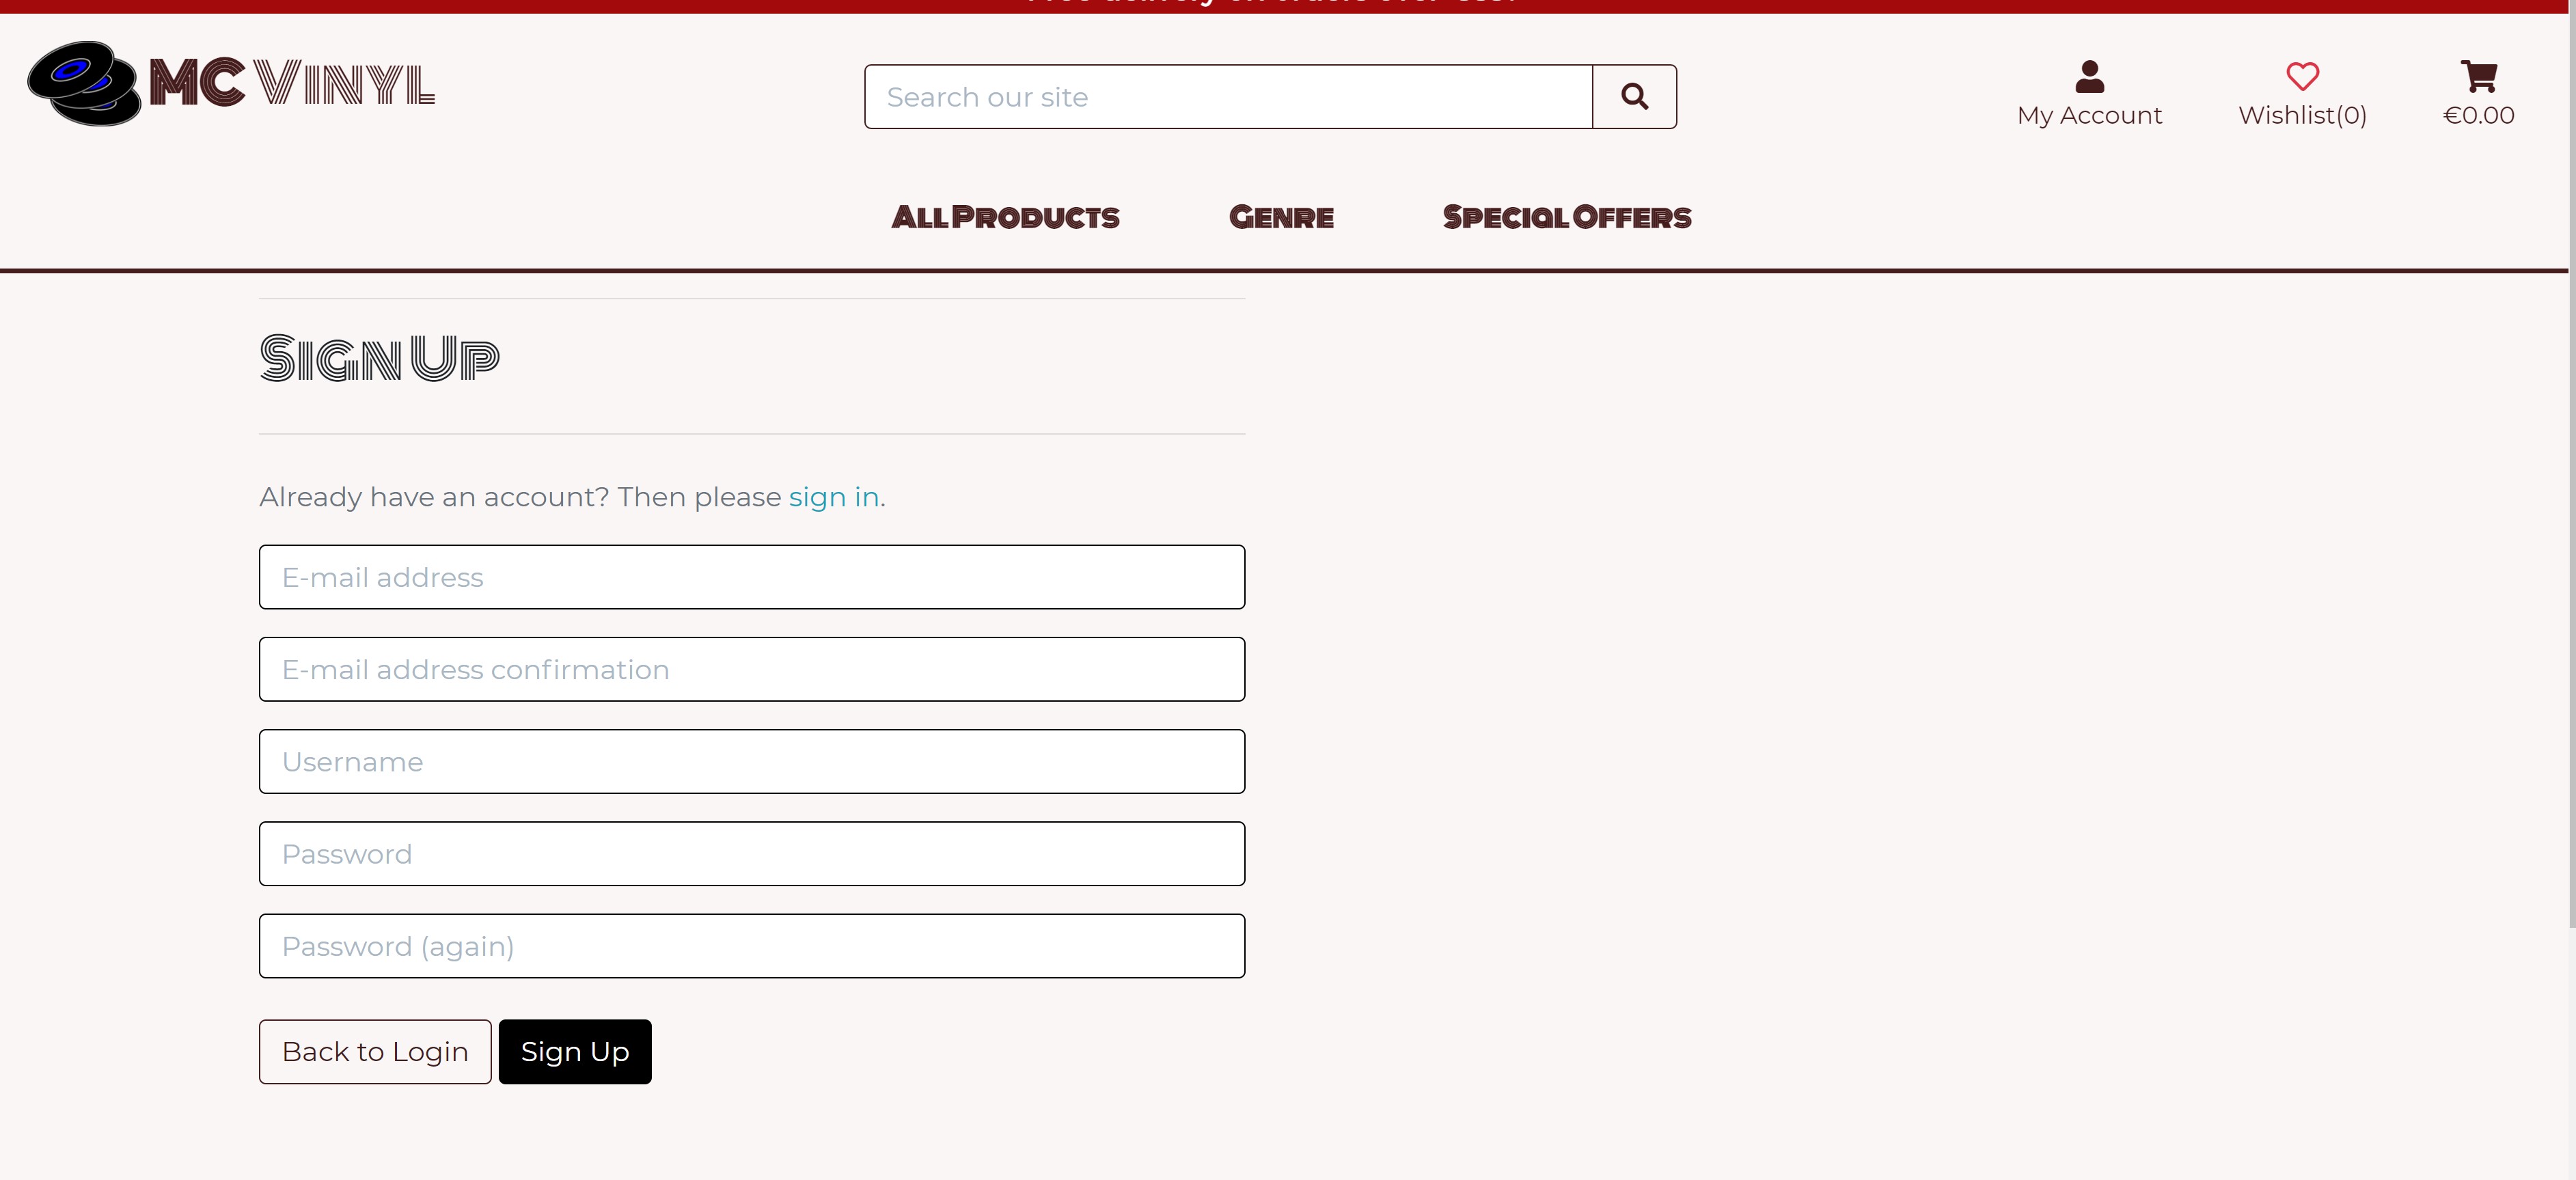 MC VINYL
Search our site
My Account
Wishlist(0)
€0.00
ALL PRODUCTS
GENRE
SPECIAL OFFERS
SIGN UP
Already have an account? Then please sign in.
E-mail address
E-mail address confirmation
Username
Password
Password (again)
Back to Login
Sign Up